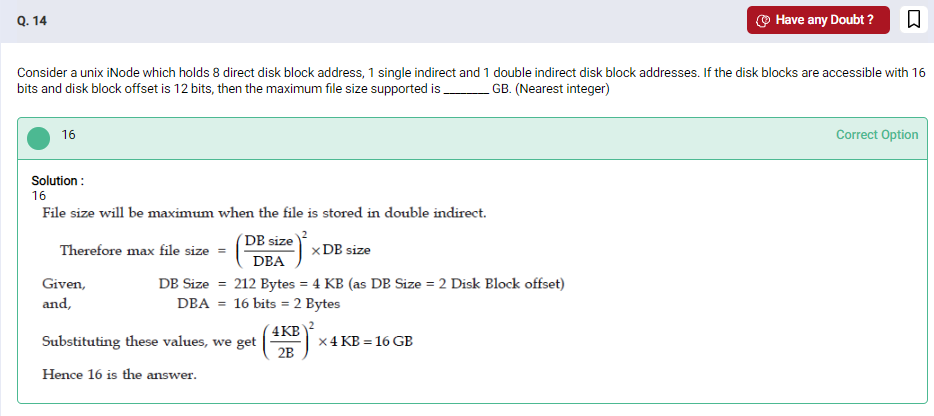 Q. 14
Have any Doubt ?
Consider a unix iNode which holds 8 direct disk block address, 1 single indirect and 1 double indirect disk block addresses. If the disk blocks are accessible with 16
bits and disk block offset is 12 bits, then the maximum file size supported is ________ GB. (Nearest integer)
16
Correct Option
Solution :
16
File size will be maximum when the file is stored in double indirect.
Therefore max file size = (DB size / DBA)² × DB size
Given, DB Size = 212 Bytes = 4 KB (as DB Size = 2 Disk Block offset)
and, DBA = 16 bits = 2 Bytes
Substituting these values, we get (4KB / 2B)² × 4 KB = 16 GB
Hence 16 is the answer.